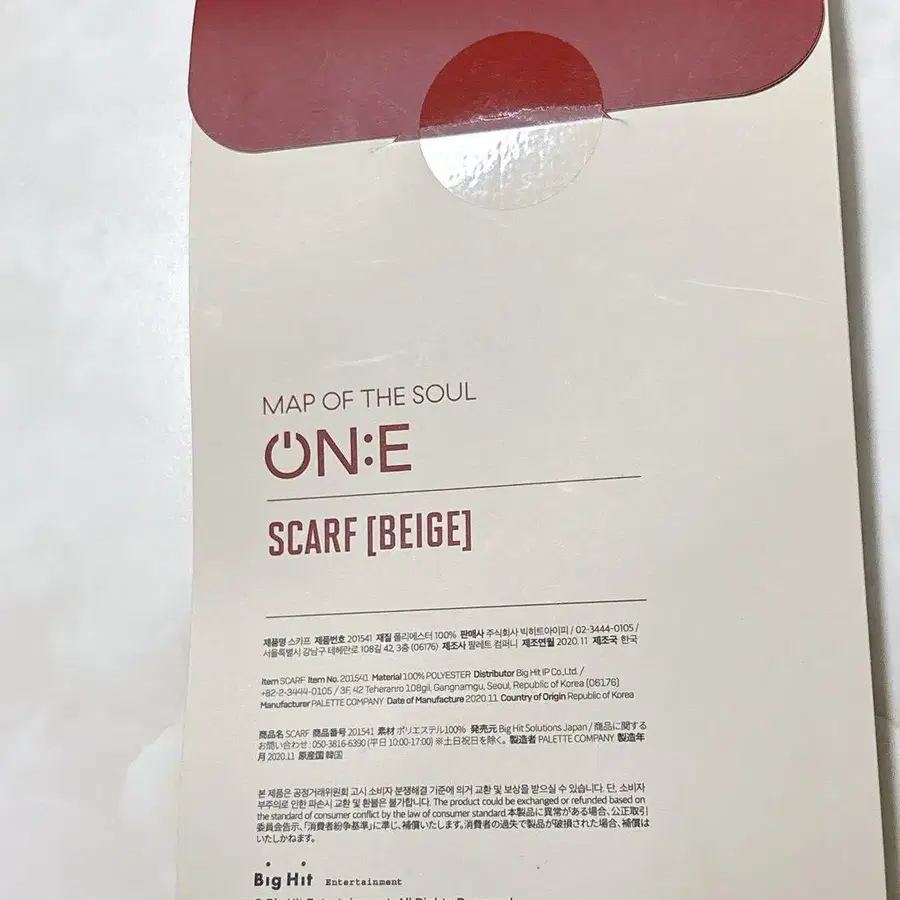 MAP OF THE SOUL
ON:E
SCARF [BEIGE]
제품명 스카프 제품번호 201541 재질 폴리에스터 100% 판매사 주식회사 빅히트아이피 / 02-3444-0105 /
서울특별시 강남구 테헤란로 108길 42, 3층 (06176) 제조사 팔레트 컴퍼니 제조연월 2020.11 제조국 한국
Item SCARF Item No. 201541 Material 100% POLYESTER Distributor Big Hit IP Co.,Ltd. /
+82-2-3444-0105 / 3F, 42 Teheranro 108gil, Gangnamgu, Seoul, Republic of Korea (06176)
Manufacturer PALETTE COMPANY Date of Manufacture 2020.11 Country of Origin Republic of Korea
商品名 SCARF 商品番号 201541 素材 ポリエステル100% 発売元 Big Hit Solutions Japan / 商品に関する
お問い合わせ : 050-3816-6390 (平日 10:00-17:00) ※土日祝日を除く。 製造者 PALETTE COMPANY 製造年
月 2020.11 原産国 韓国
본 제품은 공정거래위원회 고시 소비자 분쟁해결 기준에 의거 교환 및 보상을 받으실 수 있습니다. 단, 소비자
부주의로 인한 파손시 교환 및 환불은 불가합니다. The product could be exchanged or refunded based on
the standard of consumer conflict by the law of consumer standard 本製品に異常がある場合、公正取引
委員会告示、「消費者紛争基準」に準じ、補償いたします。消費者の過失で製品が破損された場合、補償は
いたしかねます。
Big Hit Entertainment